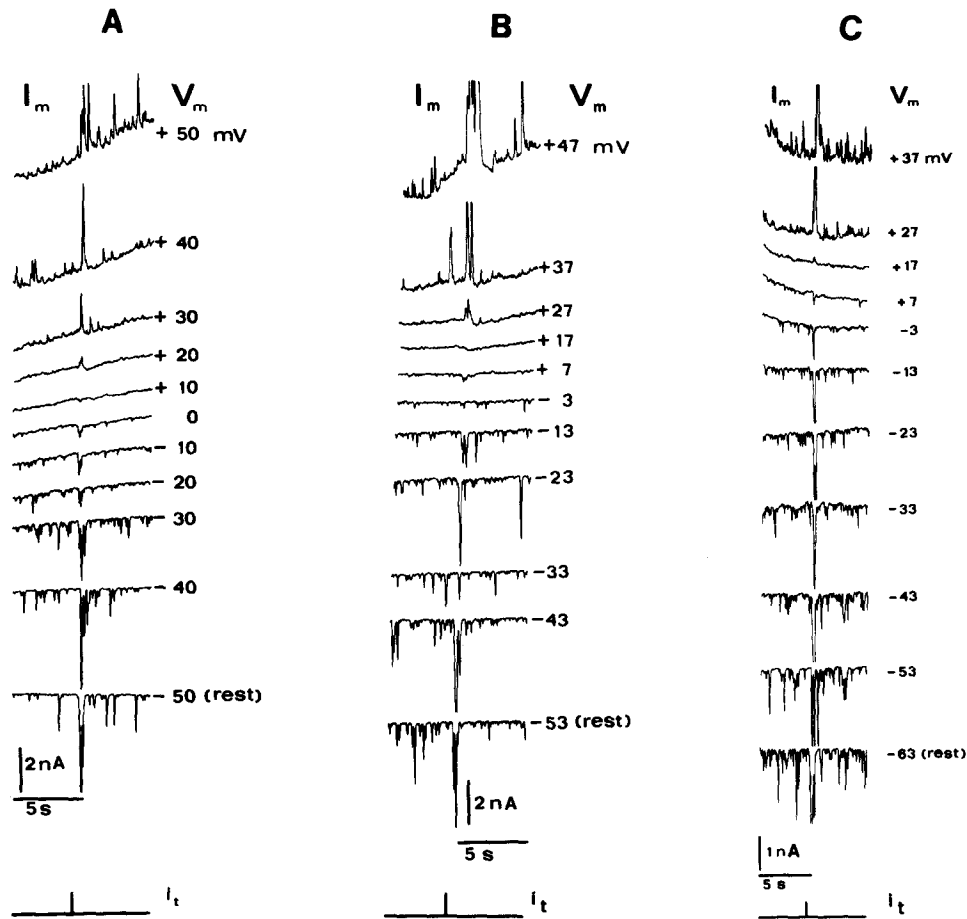 A
B
C
Im
Vm
+ 50 mV
+ 40
+ 30
+ 20
+ 10
0
- 10
- 20
30
- 40
- 50 (rest)
2 nA
5 s
it
Im
Vm
+47 mV
+37
+27
+ 17
+ 7
- 3
-13
-23
-33
-43
-53 (rest)
2 nA
5 s
it
Im
Vm
+37 mV
+27
+17
+7
-3
-13
-23
-33
-43
-53
-63 (rest)
1 nA
5 s
it